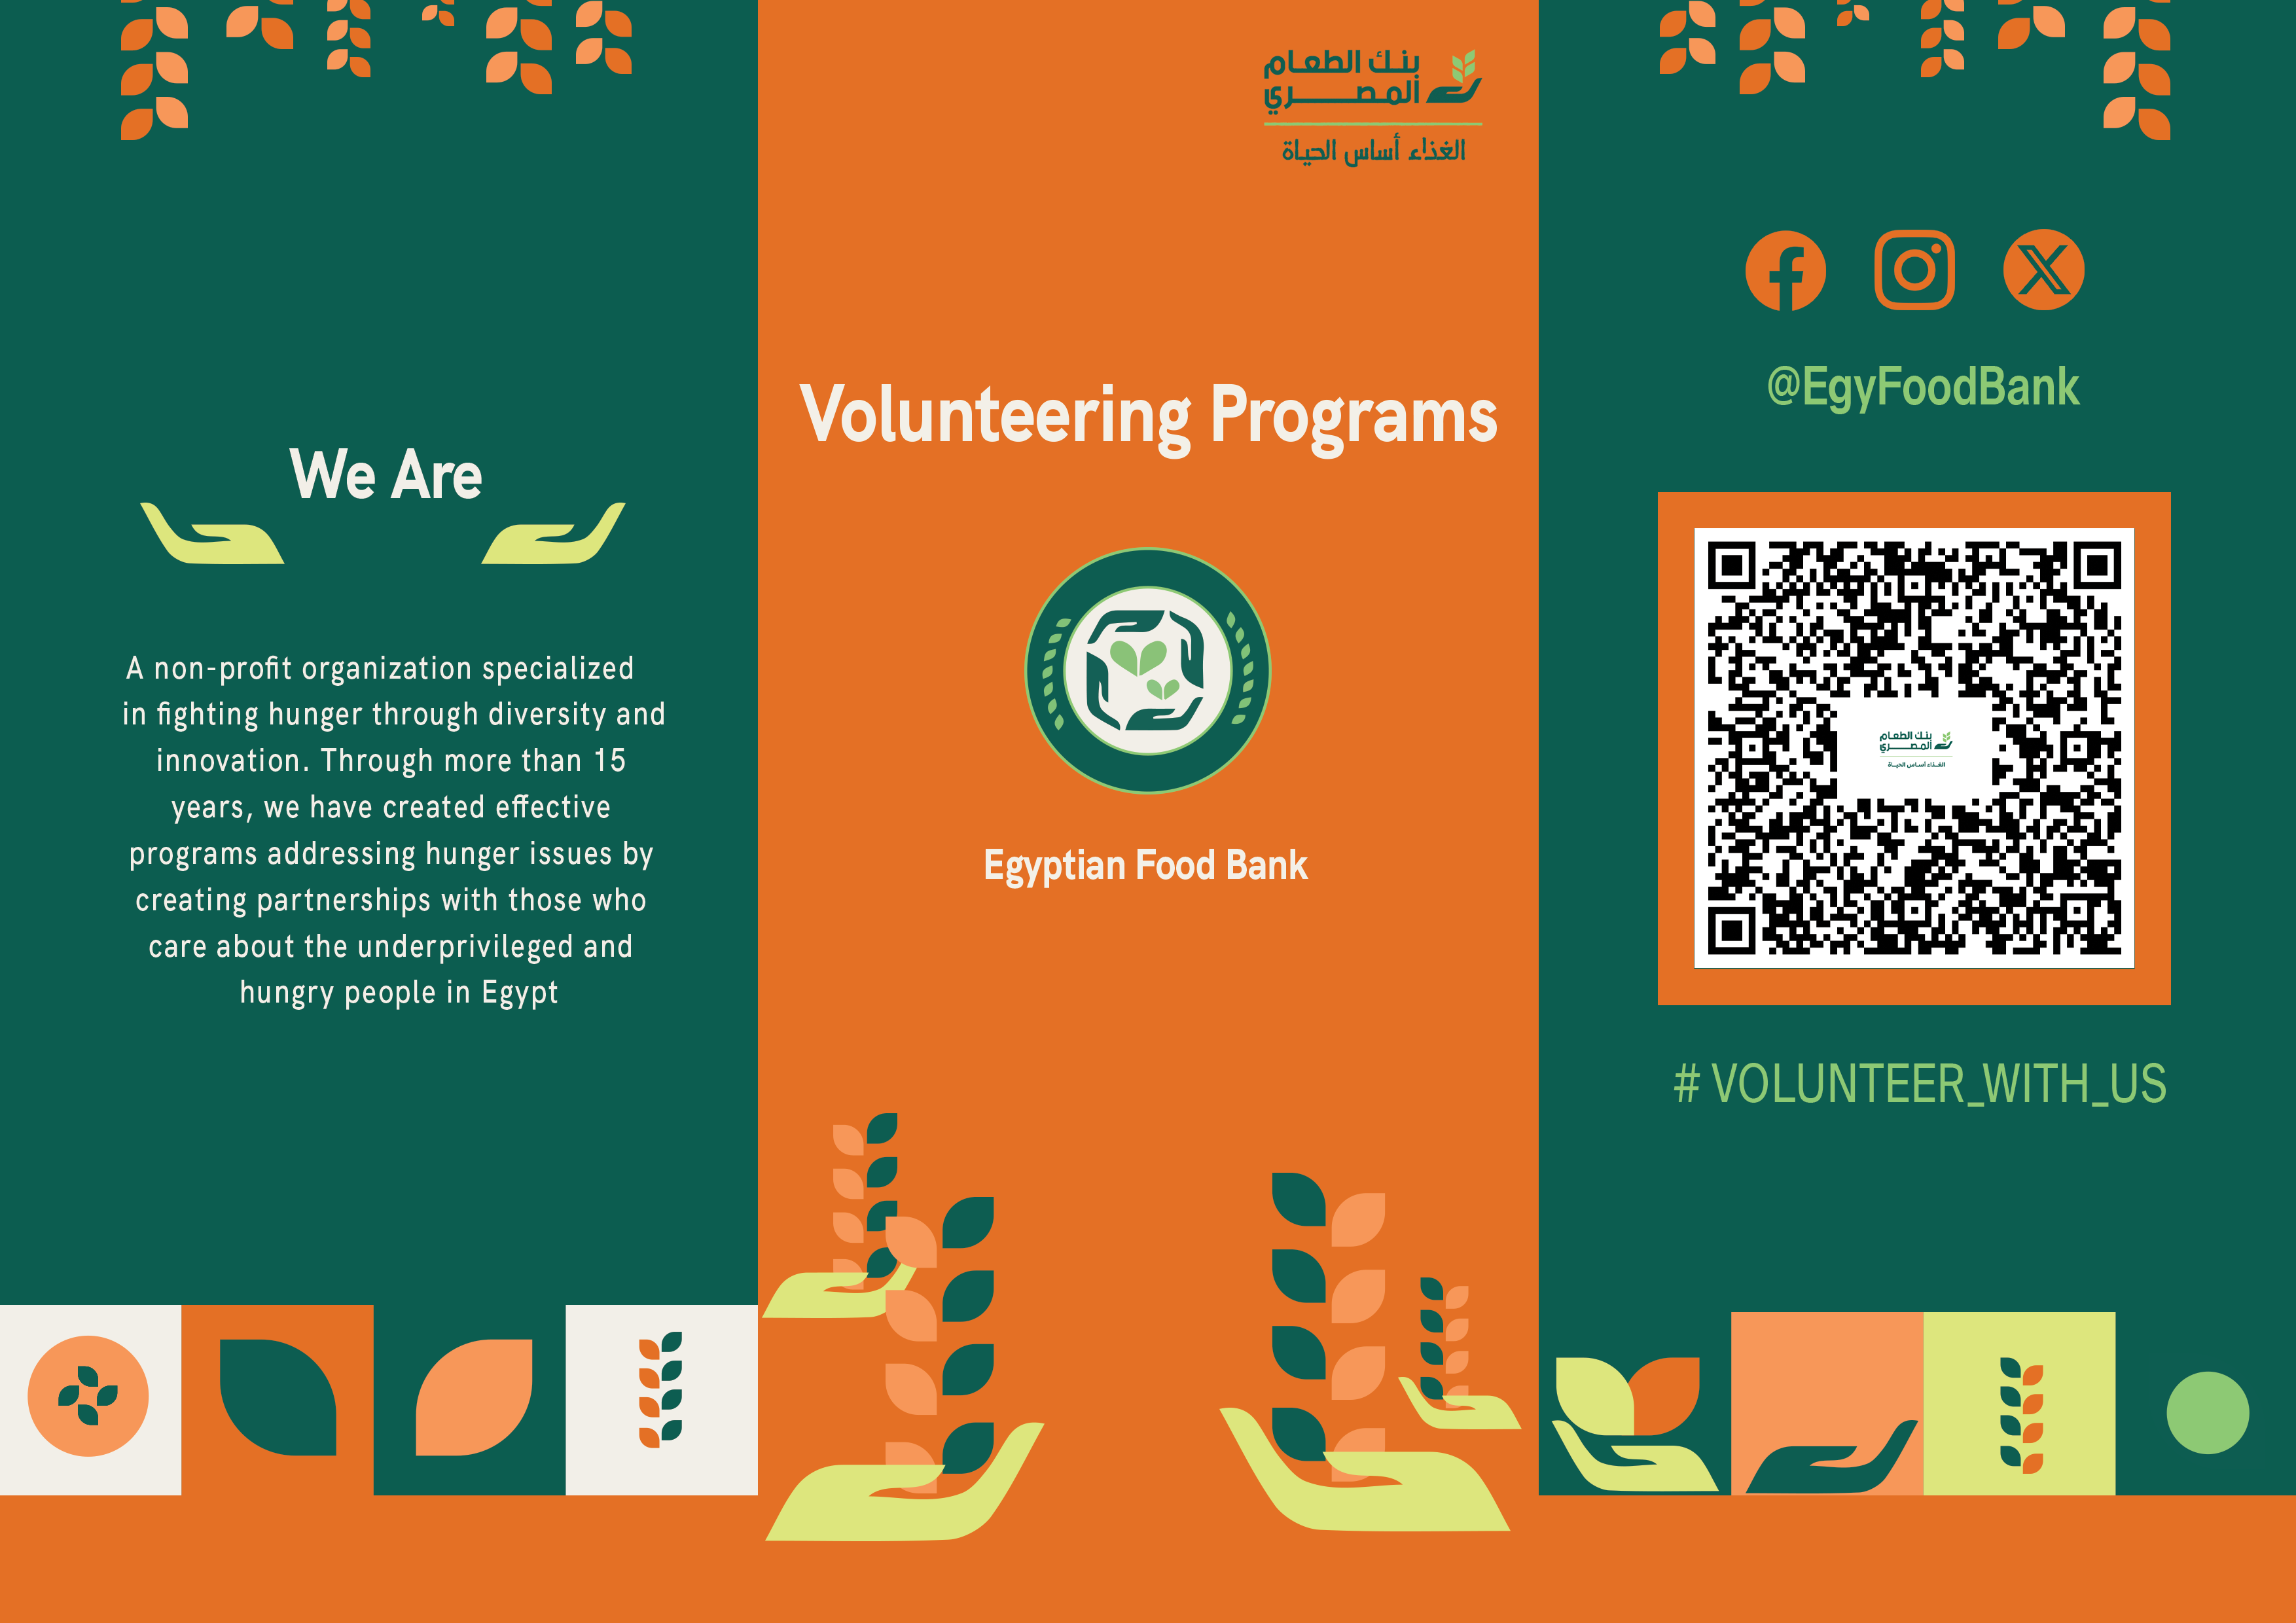 We Are
A non-profit organization specialized
in fighting hunger through diversity and
innovation. Through more than 15
years, we have created effective
programs addressing hunger issues by
creating partnerships with those who
care about the underprivileged and
hungry people in Egypt
بنك الطعام
المصري
الغذاء أساس الحياة
Volunteering Programs
Egyptian Food Bank
@EgyFoodBank
بنك الطعام
المصري
الغذاء أساس الحياة
# VOLUNTEER_WITH_US